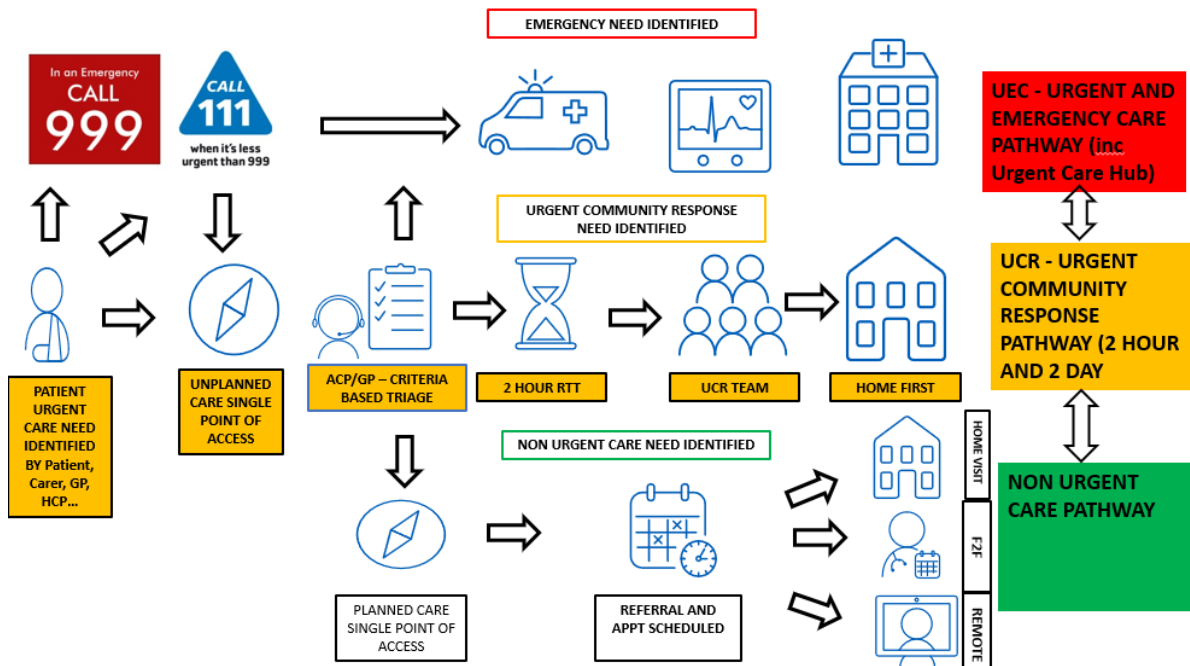 EMERGENCY NEED IDENTIFIED
In an Emergency
CALL
999
CALL
111
when it's less
urgent than 999
UEC - URGENT AND
EMERGENCY CARE
PATHWAY (inc
Urgent Care Hub)
URGENT COMMUNITY RESPONSE
NEED IDENTIFIED
UCR - URGENT
COMMUNITY
RESPONSE
PATHWAY (2 HOUR
AND 2 DAY
PATIENT
URGENT
CARE NEED
IDENTIFIED
BY Patient,
Carer, GP,
HCP...
UNPLANNED
CARE SINGLE
POINT OF
ACCESS
ACP/GP – CRITERIA
BASED TRIAGE
2 HOUR RTT
UCR TEAM
HOME FIRST
NON URGENT CARE NEED IDENTIFIED
HOME VISIT
F2F
REMOTE
NON URGENT
CARE PATHWAY
PLANNED CARE
SINGLE POINT OF
ACCESS
REFERRAL AND
APPT SCHEDULED